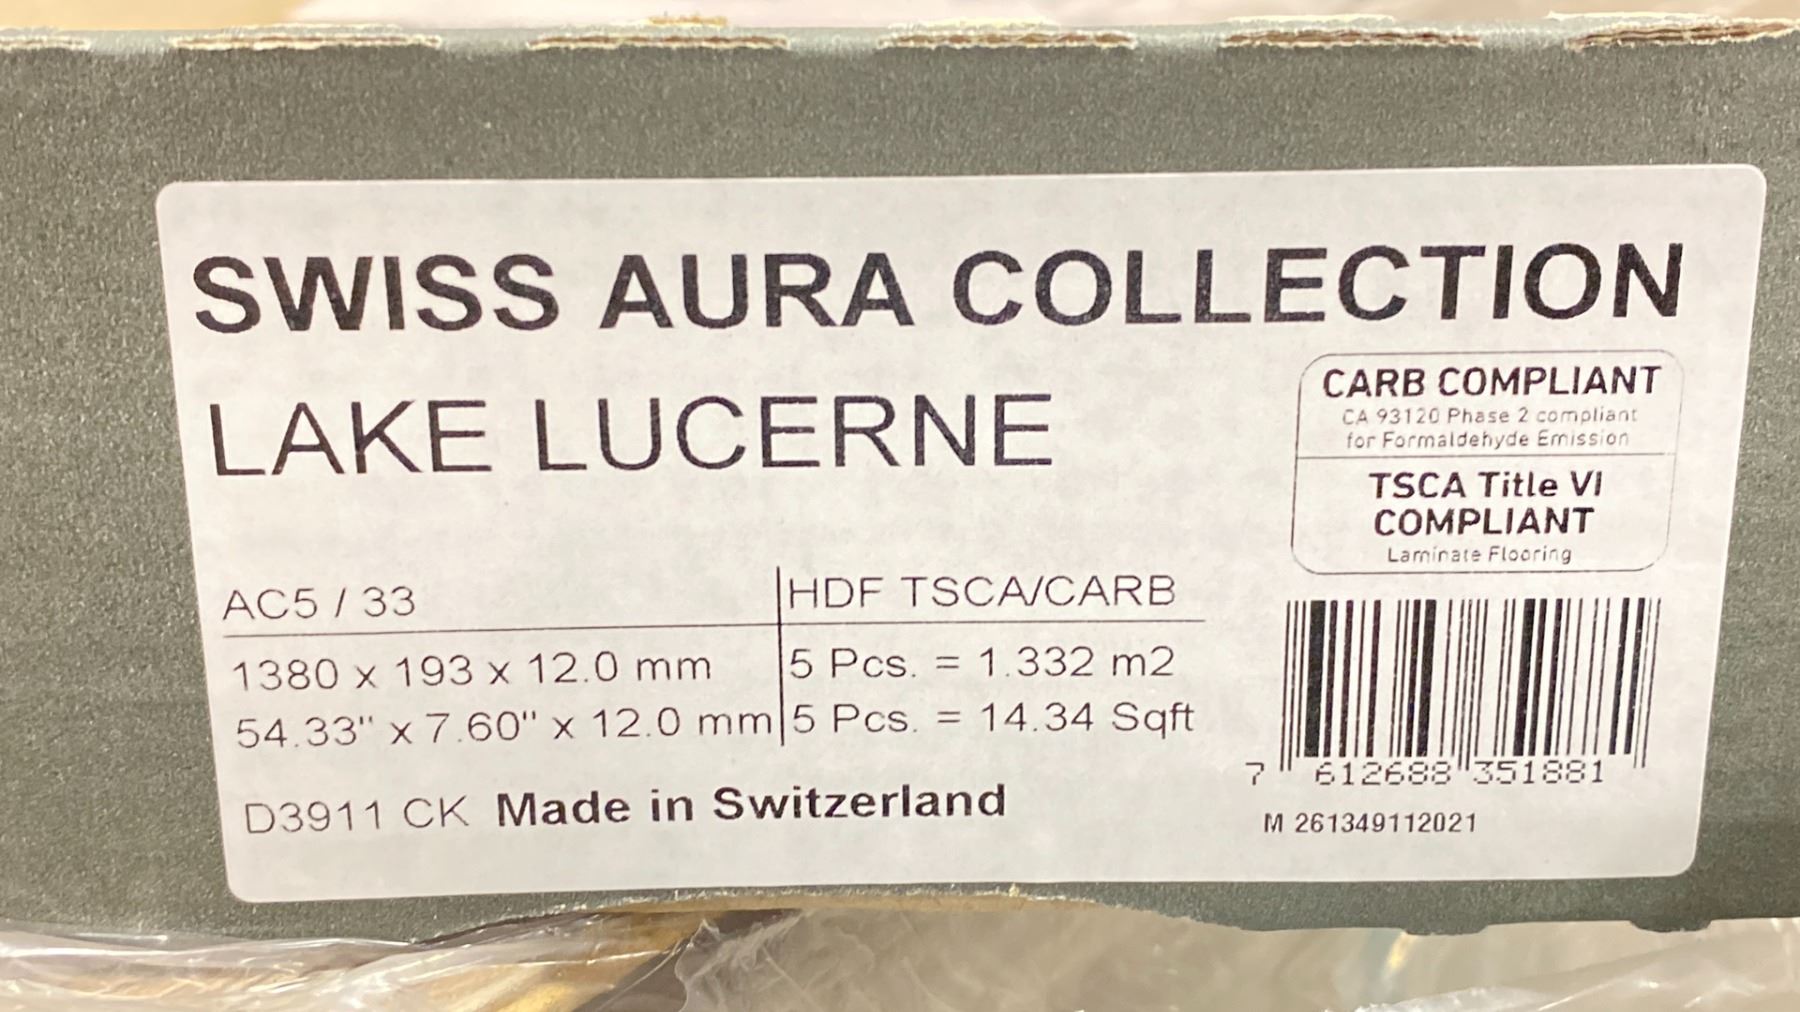 SWISS AURA COLLECTION
LAKE LUCERNE
CARB COMPLIANT
CA 93120 Phase 2 compliant
for Formaldehyde Emission
TSCA Title VI
COMPLIANT
Laminate Flooring
AC5 / 33 HDF TSCA/CARB
1380 x 193 x 12.0 mm 5 Pcs. = 1.332 m2
54.33" x 7.60" x 12.0 mm 5 Pcs. = 14.34 Sqft
D3911 CK Made in Switzerland
7 612688 351881
M 261349112021